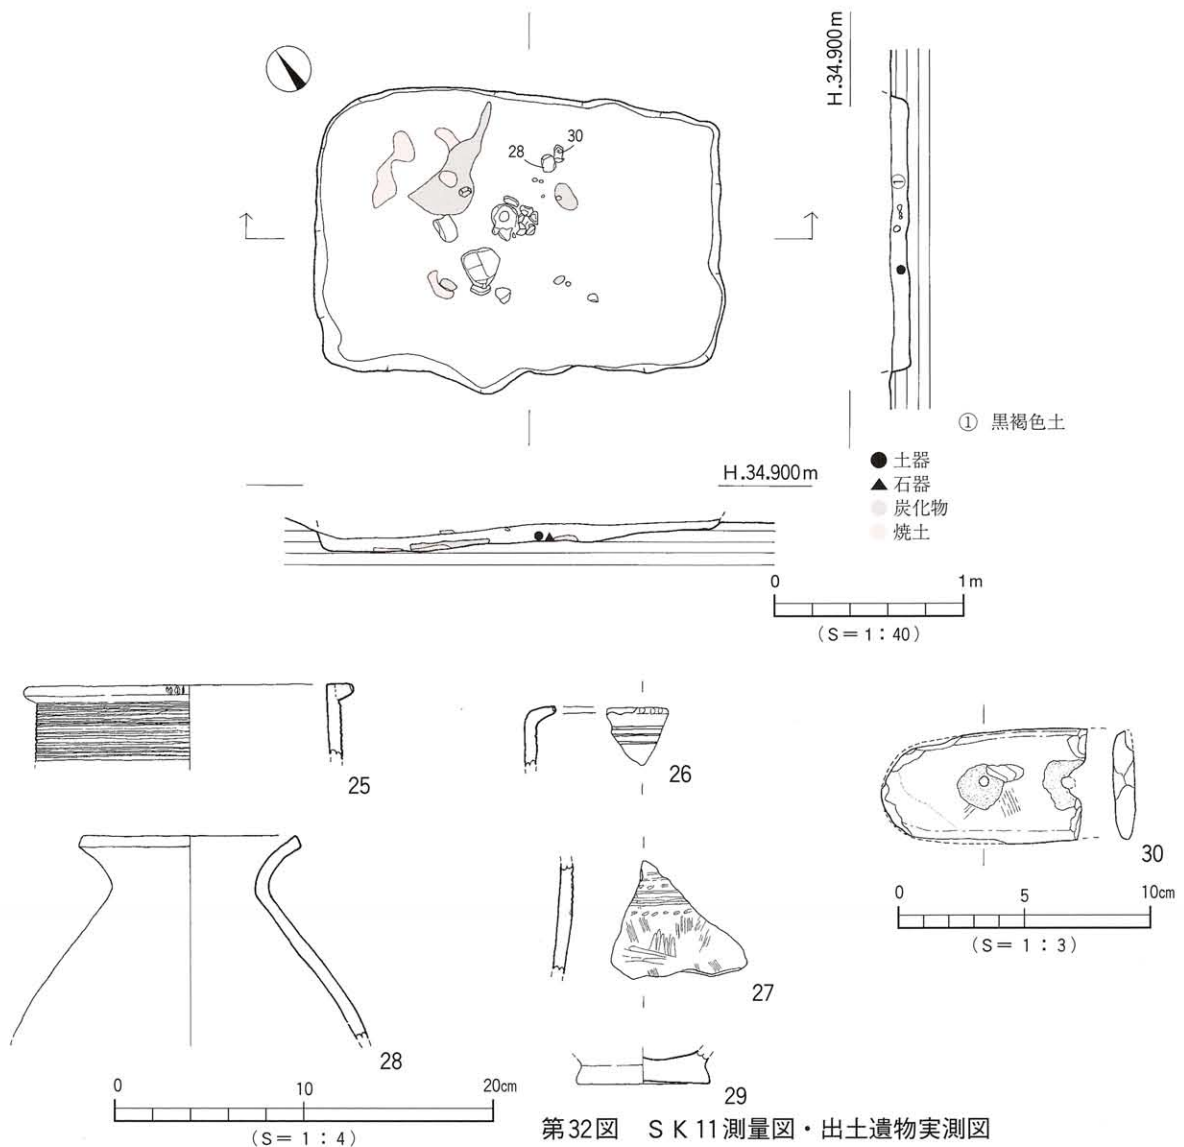 H.34.900m
30
28
①
① 黒褐色土
● 土器
▲ 石器
炭化物
焼土
H.34.900m
0 1m
(S=1:40)
25
26
30
0 5 10cm
(S=1:3)
27
28
29
0 10 20cm
(S=1:4)
第32図 SK11測量図・出土遺物実測図